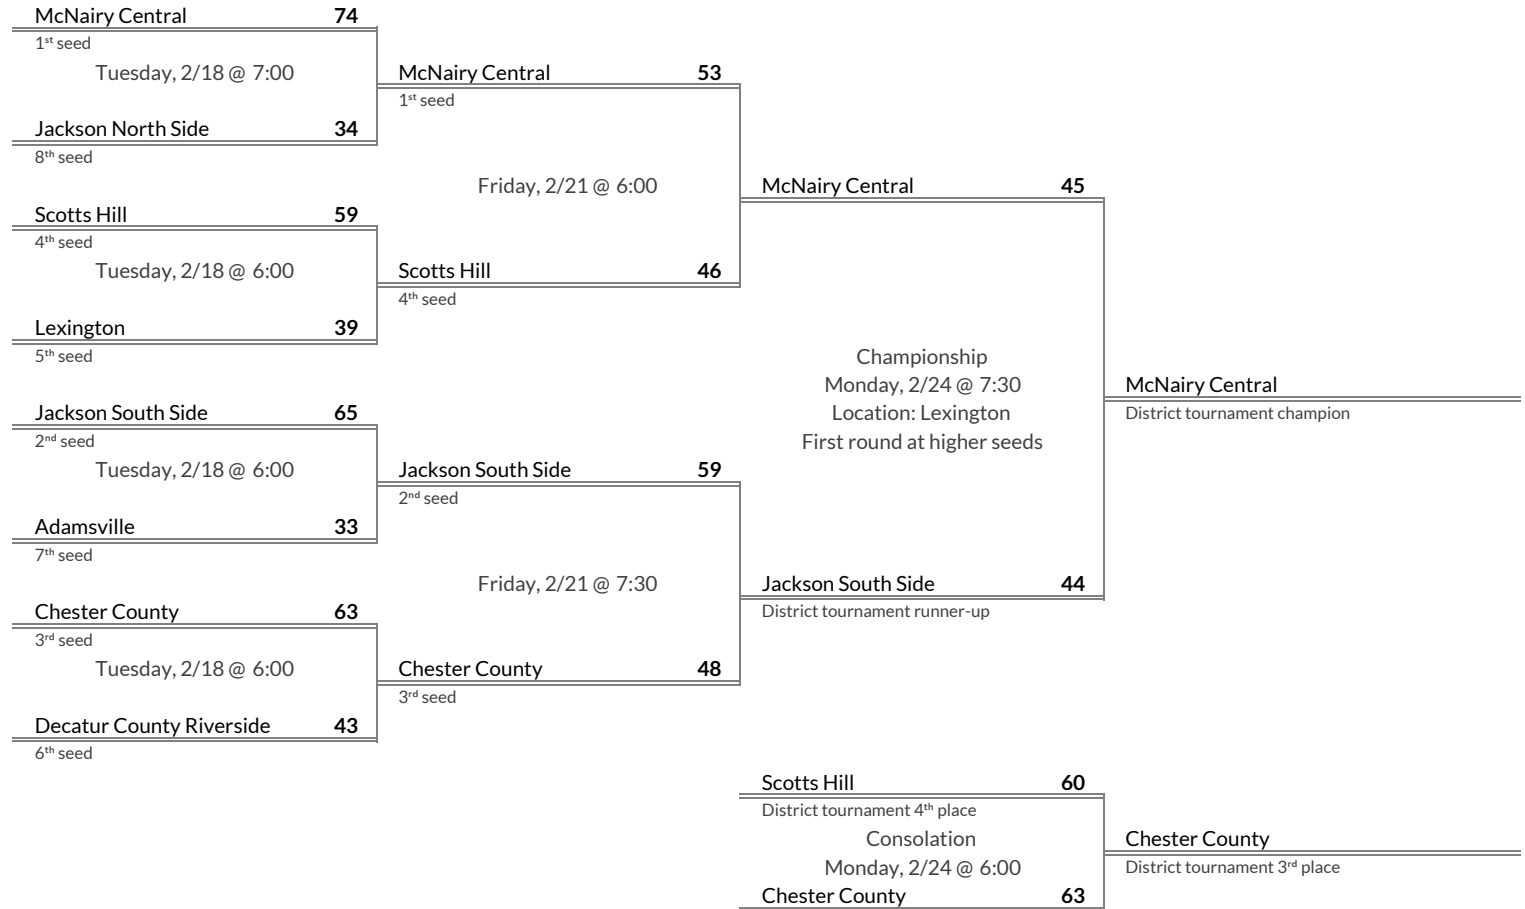 McNairy Central 74
1st seed
Tuesday, 2/18 @ 7:00
Jackson North Side 34
8th seed
Scotts Hill 59
4th seed
Tuesday, 2/18 @ 6:00
Lexington 39
5th seed
Jackson South Side 65
2nd seed
Tuesday, 2/18 @ 6:00
Adamsville 33
7th seed
Chester County 63
3rd seed
Tuesday, 2/18 @ 6:00
Decatur County Riverside 43
6th seed
McNairy Central 53
1st seed
Friday, 2/21 @ 6:00
Scotts Hill 46
4th seed
Jackson South Side 59
2nd seed
Friday, 2/21 @ 7:30
Chester County 48
3rd seed
McNairy Central 45
Championship
Monday, 2/24 @ 7:30
Location: Lexington
First round at higher seeds
Jackson South Side 44
District tournament runner-up
McNairy Central
District tournament champion
Scotts Hill 60
District tournament 4th place
Consolation
Monday, 2/24 @ 6:00
Chester County 63
Chester County
District tournament 3rd place